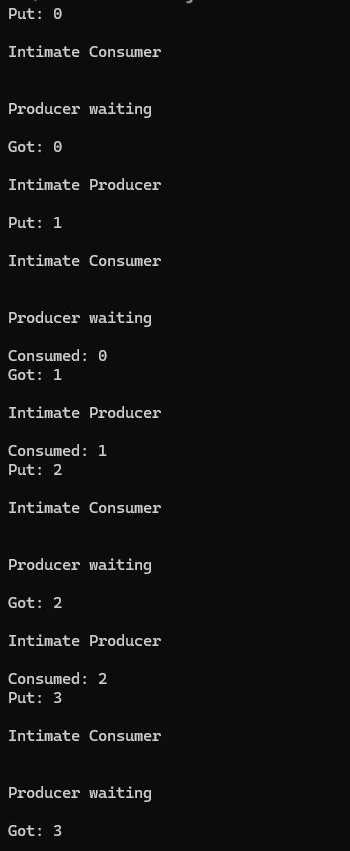 Put: 0
Intimate Consumer
Producer waiting
Got: 0
Intimate Producer
Put: 1
Intimate Consumer
Producer waiting
Consumed: 0
Got: 1
Intimate Producer
Consumed: 1
Put: 2
Intimate Consumer
Producer waiting
Got: 2
Intimate Producer
Consumed: 2
Put: 3
Intimate Consumer
Producer waiting
Got: 3